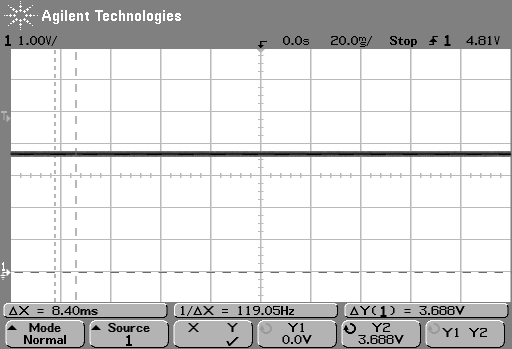 Agilent Technologies
1 1.00V/ 0.0s 20.0㎳/ Stop 1 4.81V
T
1
ΔX = 8.40ms 1/ΔX = 119.05Hz ΔY(1) = 3.688V
Mode Source X Y Y1 Y2 Y1 Y2
Normal 1 ✓ 0.0V 3.688V